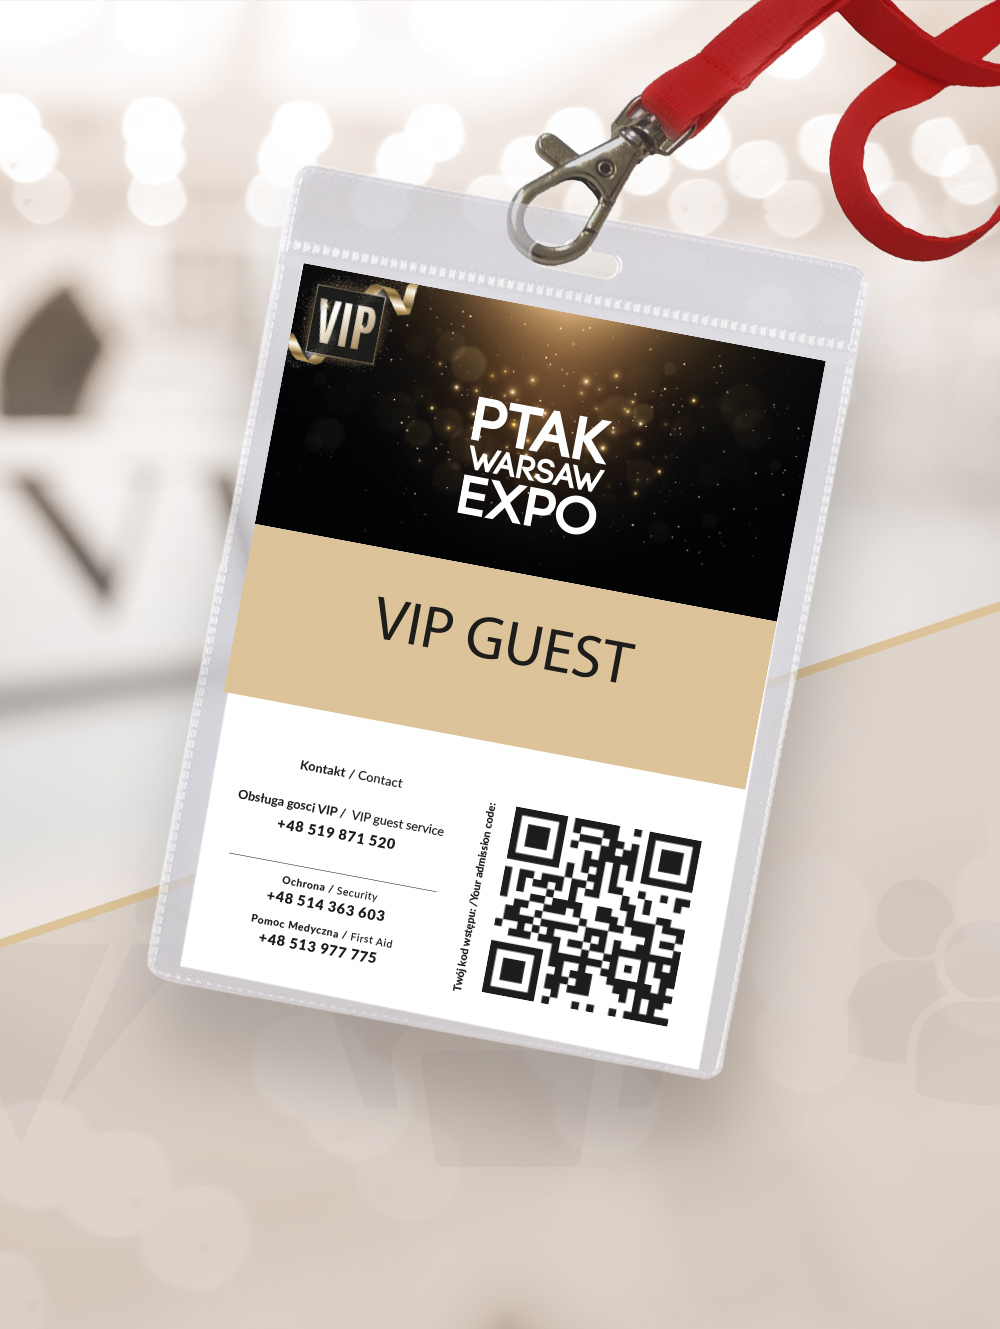 VIP
PTAK
WARSAW
EXPO
VIP GUEST
Kontakt / Contact
Obsługa gosci VIP / VIP guest service
+48 519 871 520
Ochrona / Security
+48 514 363 603
Pomoc Medyczna / First Aid
+48 513 977 775
Twój kod wstępu: /Your admission code: